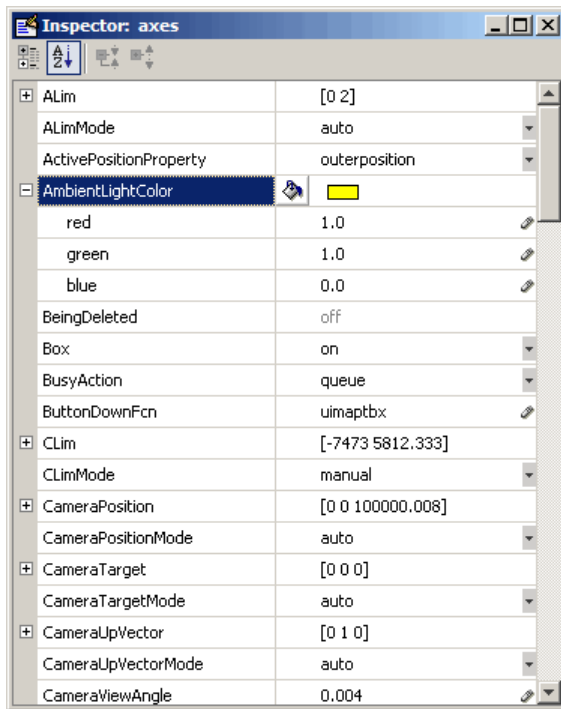 Inspector: axes
ALim [0 2]
ALimMode auto
ActivePositionProperty outerposition
AmbientLightColor
red 1.0
green 1.0
blue 0.0
BeingDeleted off
Box on
BusyAction queue
ButtonDownFcn uimaptbx
CLim [-7473 5812.333]
CLimMode manual
CameraPosition [0 0 100000.008]
CameraPositionMode auto
CameraTarget [0 0 0]
CameraTargetMode auto
CameraUpVector [0 1 0]
CameraUpVectorMode auto
CameraViewAngle 0.004